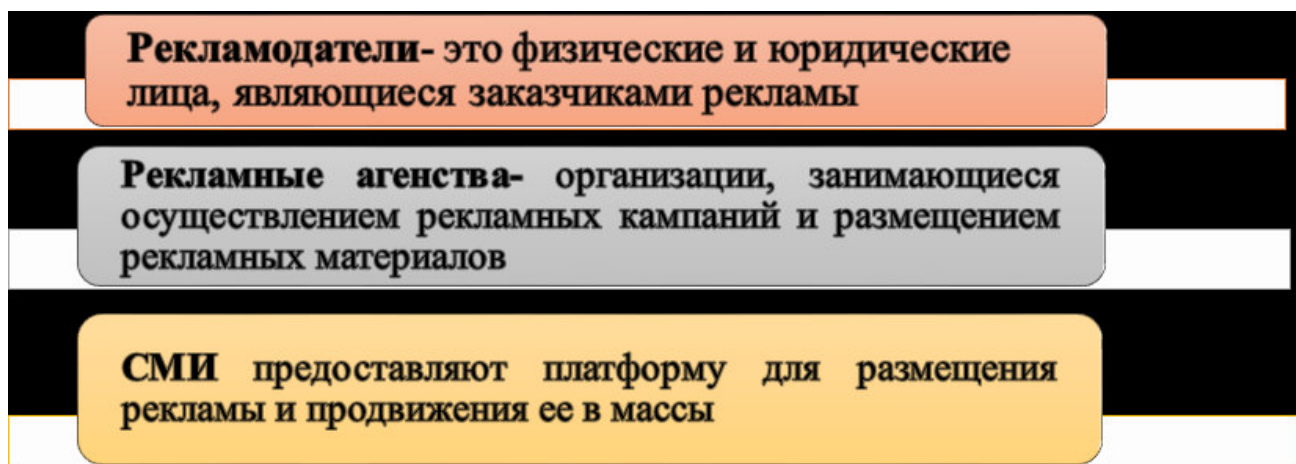 Рекламодатели- это физические и юридические
лица, являющиеся заказчиками рекламы
Рекламные агенства- организации, занимающиеся
осуществлением рекламных кампаний и размещением
рекламных материалов
СМИ предоставляют платформу для размещения
рекламы и продвижения ее в массы